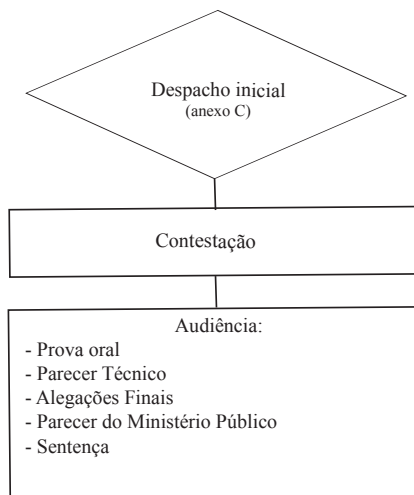 Despacho inicial
(anexo C)
Contestação
Audiência:
- Prova oral
- Parecer Técnico
- Alegações Finais
- Parecer do Ministério Público
- Sentença